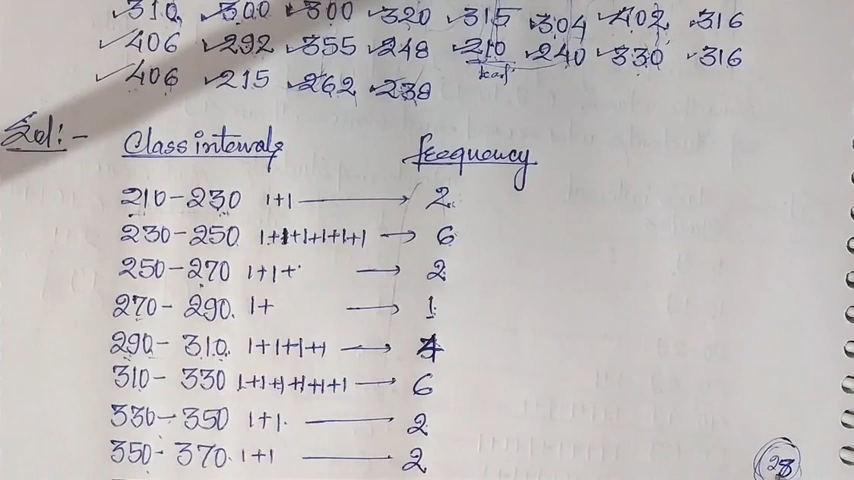 310 300 300 320 315 304 402 316
406 292 355 248 210 240 330 316
406 215 262 238
Sol:-
Class intervals frequency
210-230 1+1 → 2
230-250 1+1+1+1+1+1 → 6
250-270 1+1+ → 2
270-290 1+ → 1
290-310 1+1+1+1 → 4
310-330 1+1+1+1+1+1 → 6
330-350 1+1 → 2
350-370 1+1 → 2
28